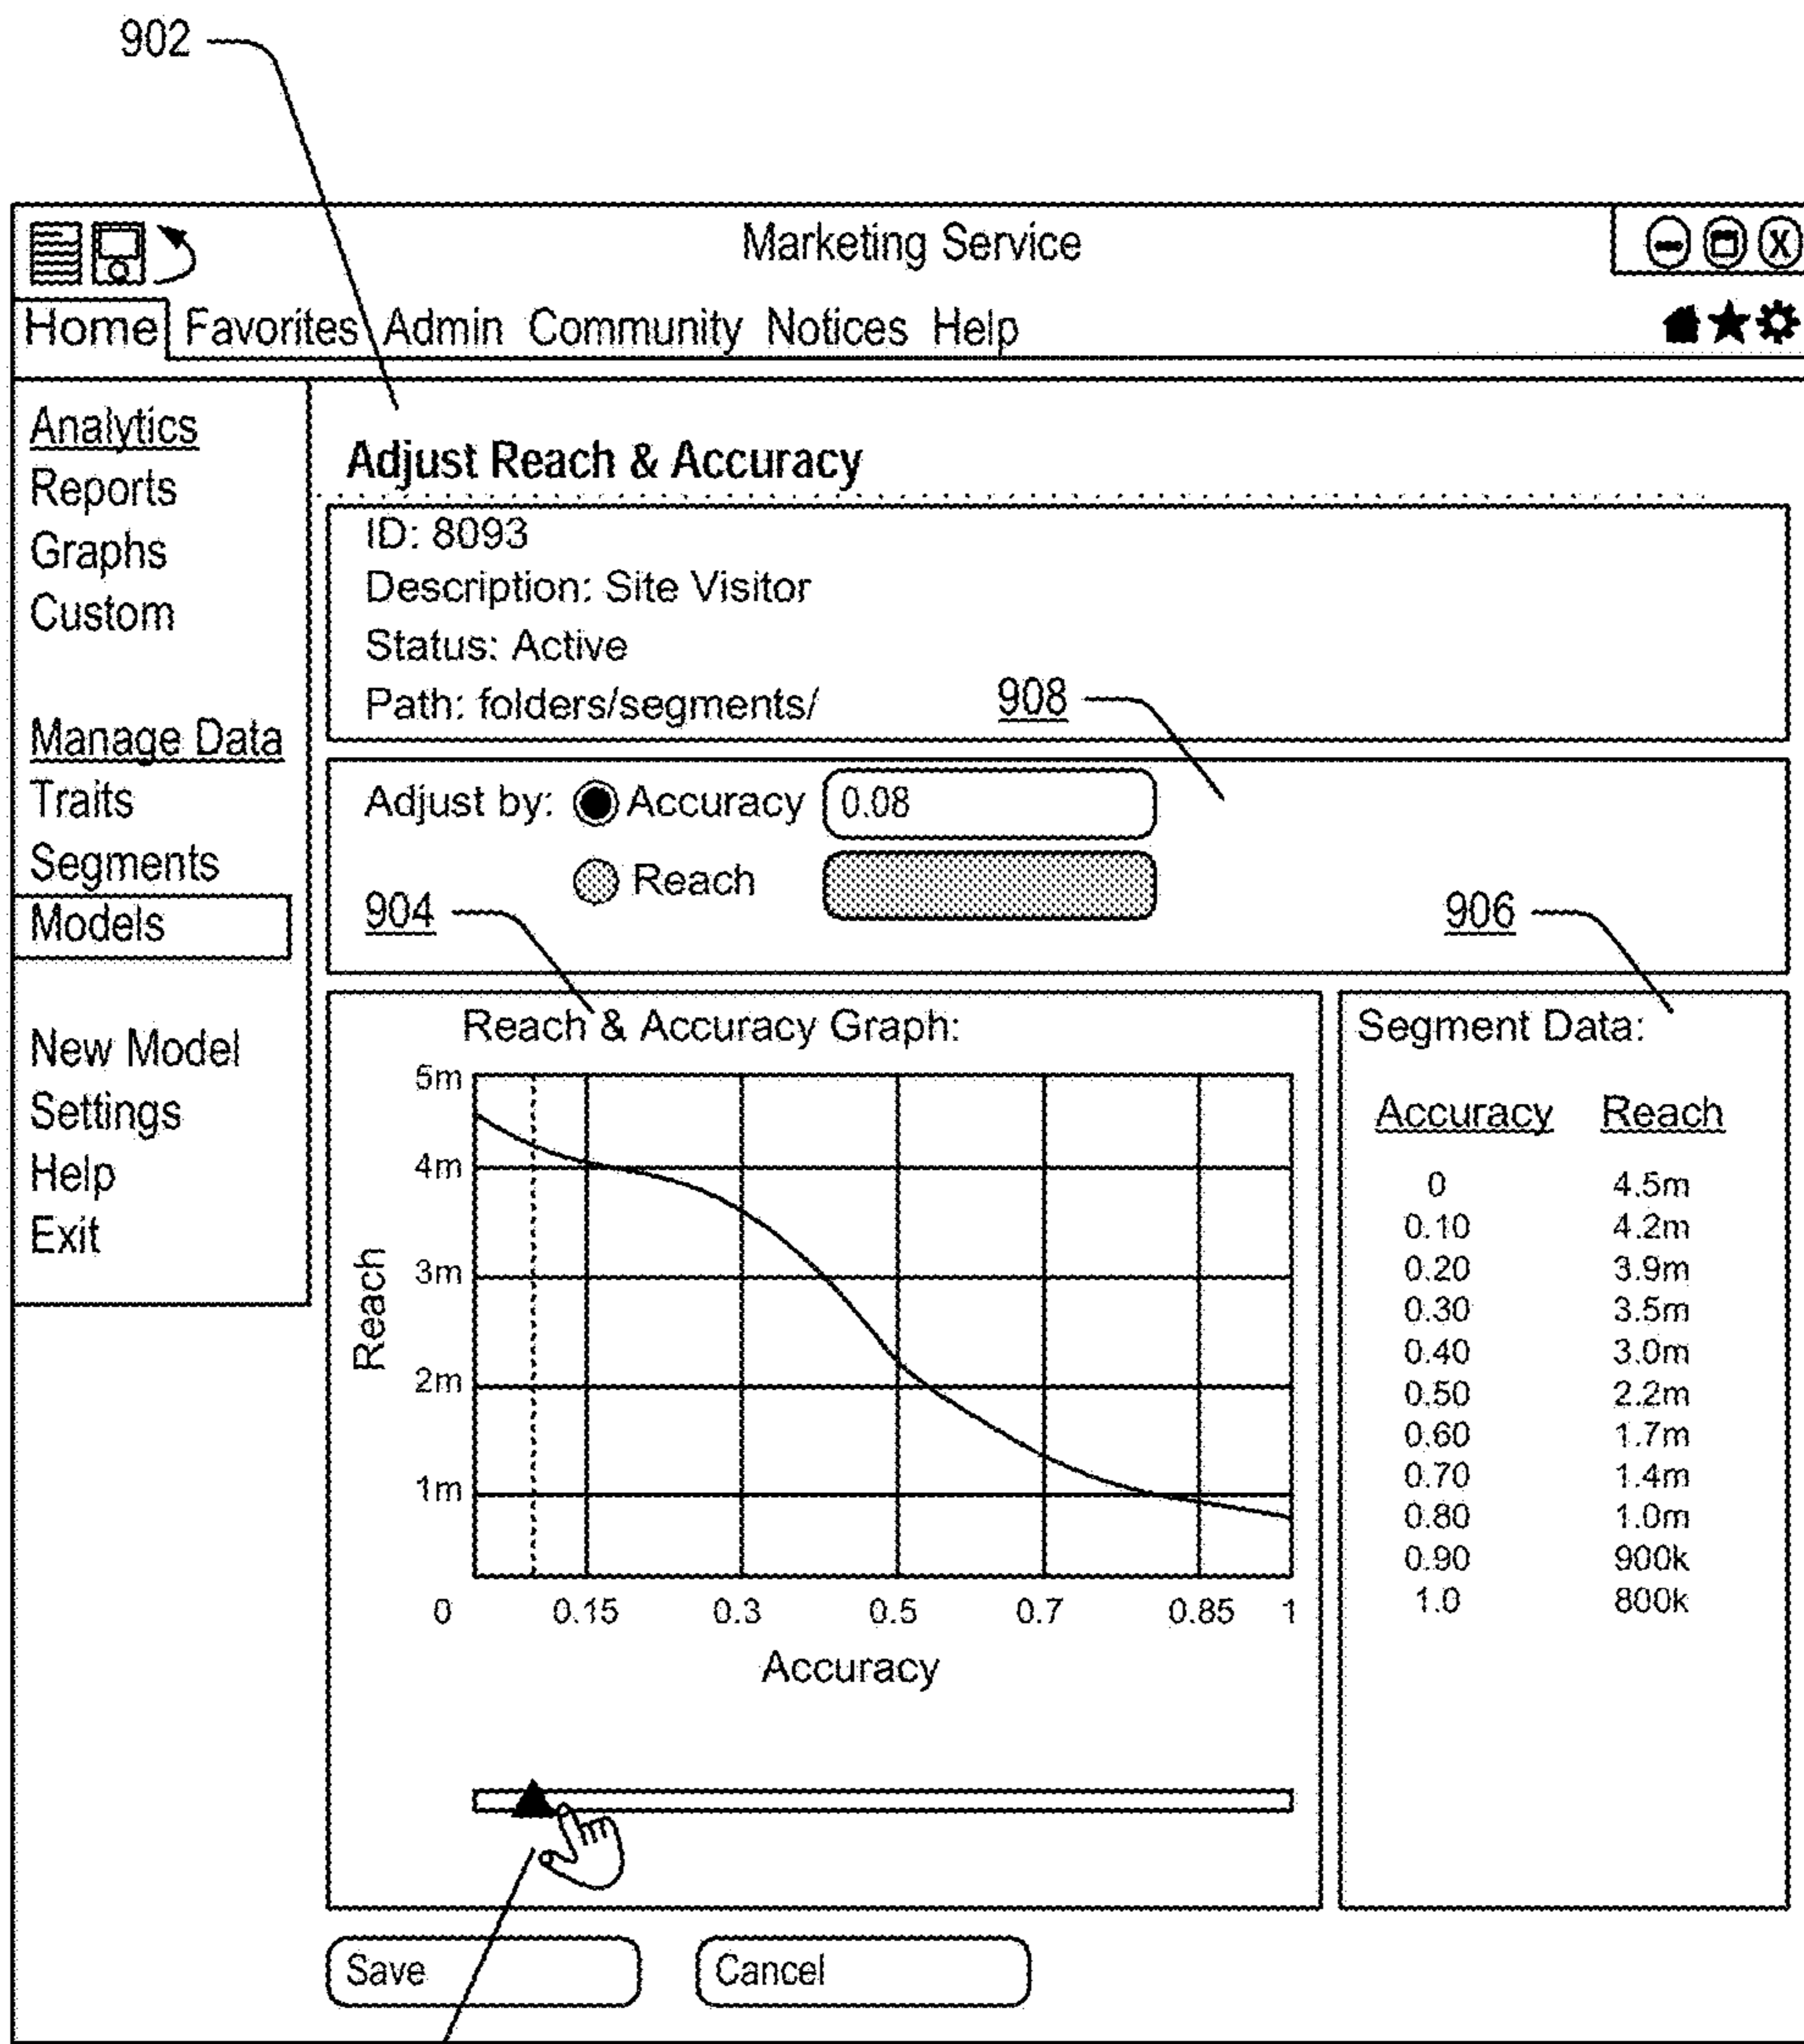 902
Marketing Service
X
Home Favorites Admin Community Notices Help
Analytics
Reports
Graphs
Custom
Manage Data
Traits
Segments
Models
New Model
Settings
Help
Exit
Adjust Reach & Accuracy
ID: 8093
Description: Site Visitor
Status: Active
Path: folders/segments/
908
Adjust by: Accuracy 0.08
Reach
904
906
Reach & Accuracy Graph:
5m
4m
3m
2m
1m
Reach
0 0.15 0.3 0.5 0.7 0.85 1
Accuracy
Segment Data:
Accuracy Reach
0 4.5m
0.10 4.2m
0.20 3.9m
0.30 3.5m
0.40 3.0m
0.50 2.2m
0.60 1.7m
0.70 1.4m
0.80 1.0m
0.90 900k
1.0 800k
Save Cancel